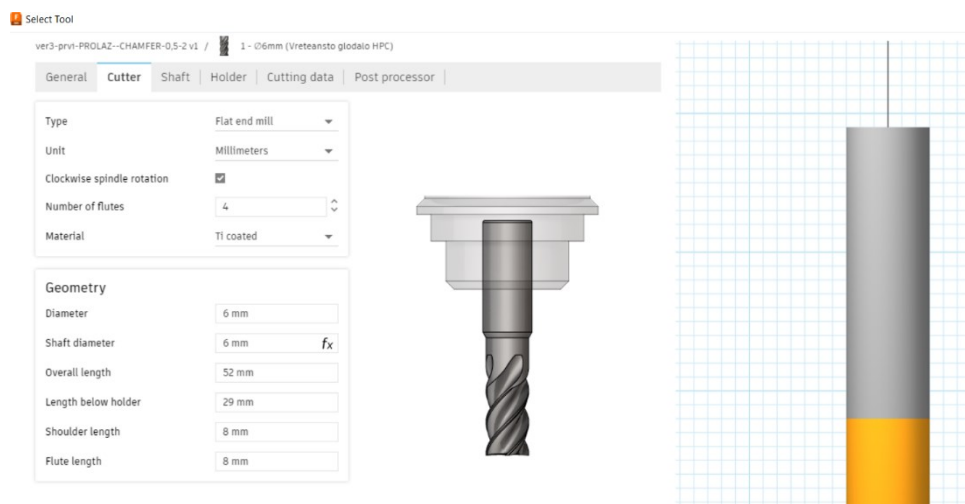 Select Tool
ver3-prvi-PROLAZ--CHAMFER-0,5-2 v1 / 1 - Ø6mm (Vreteansto glodalo HPC)
General Cutter Shaft Holder Cutting data Post processor
Type Flat end mill
Unit Millimeters
Clockwise spindle rotation
Number of flutes 4
Material Ti coated
Geometry
Diameter 6 mm
Shaft diameter 6 mm fx
Overall length 52 mm
Length below holder 29 mm
Shoulder length 8 mm
Flute length 8 mm